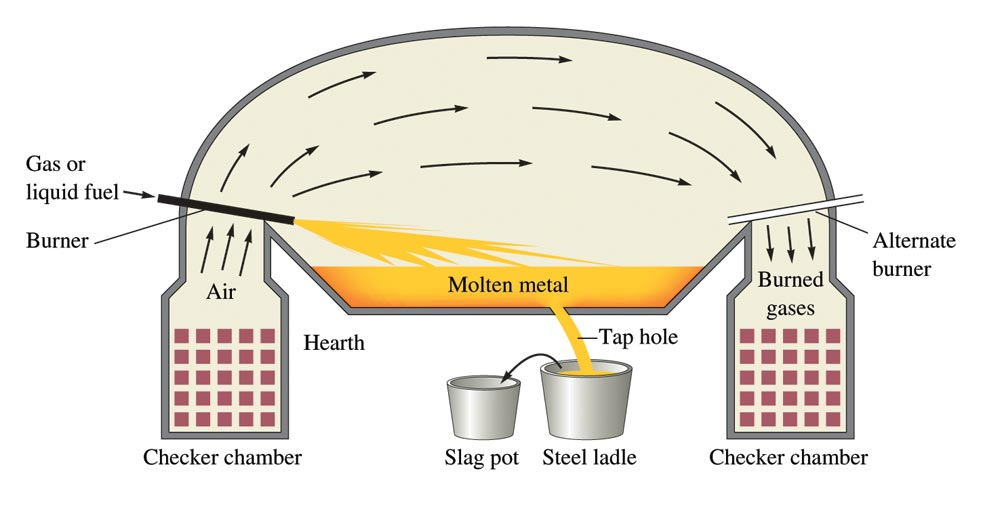 Gas or
liquid fuel
Burner
Air
Molten metal
Burned
gases
Alternate
burner
Hearth
Tap hole
Checker chamber
Slag pot
Steel ladle
Checker chamber